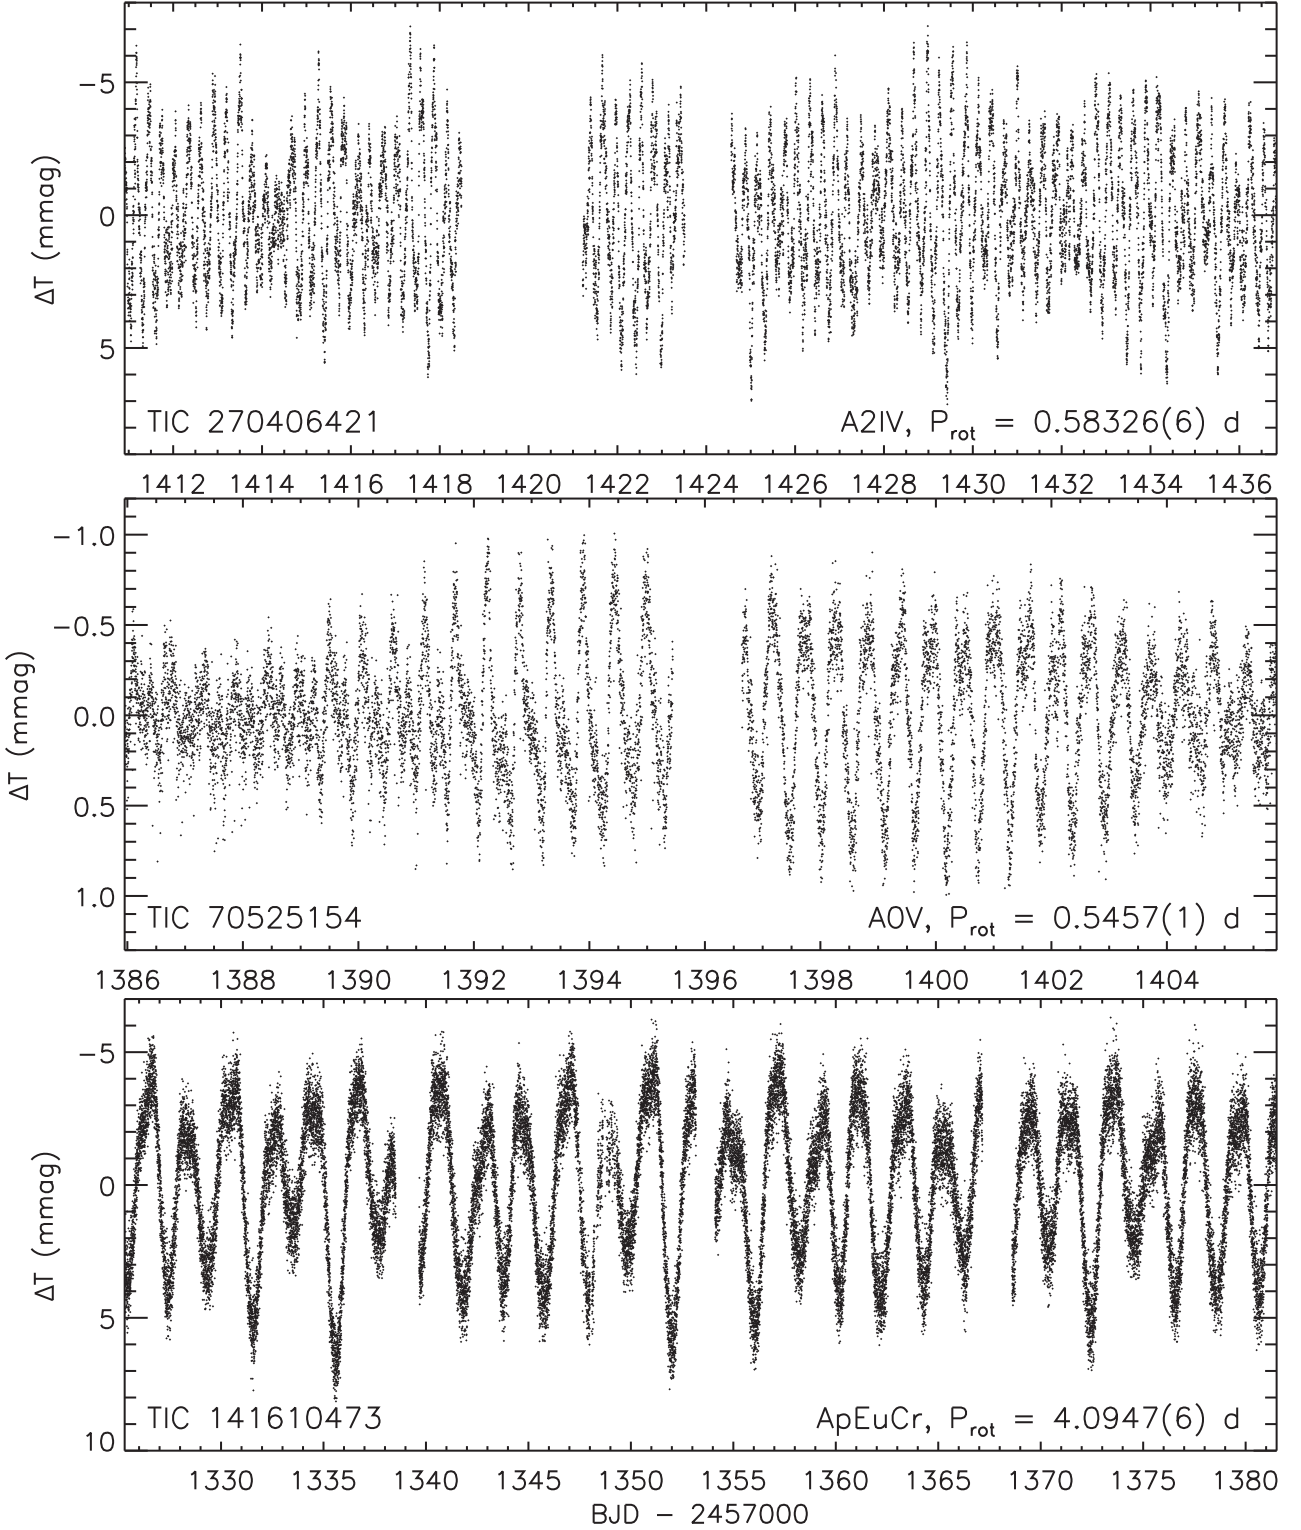 −5
0
5
ΔT (mmag)
TIC 270406421
A2IV, Prot = 0.58326(6) d
1412 1414 1416 1418 1420 1422 1424 1426 1428 1430 1432 1434 1436
−1.0
−0.5
0.0
0.5
1.0
ΔT (mmag)
TIC 70525154
A0V, Prot = 0.5457(1) d
1386 1388 1390 1392 1394 1396 1398 1400 1402 1404
−5
0
5
10
ΔT (mmag)
TIC 141610473
ApEuCr, Prot = 4.0947(6) d
1330 1335 1340 1345 1350 1355 1360 1365 1370 1375 1380
BJD − 2457000